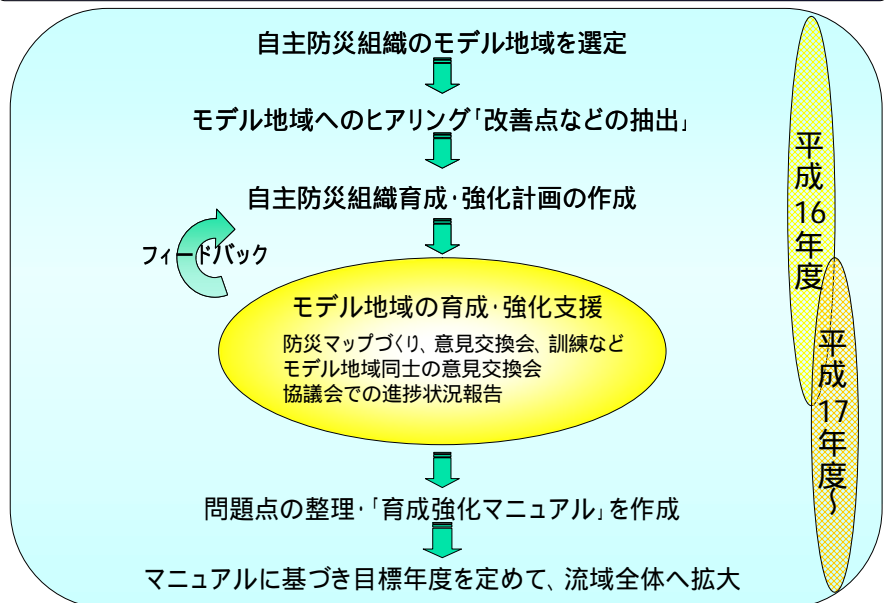 自主防災組織のモデル地域を選定
モデル地域へのヒアリング「改善点などの抽出」
自主防災組織育成・強化計画の作成
フィードバック
モデル地域の育成・強化支援
防災マップづくり、意見交換会、訓練など
モデル地域同士の意見交換会
協議会での進捗状況報告
問題点の整理・「育成強化マニュアル」を作成
マニュアルに基づき目標年度を定めて、流域全体へ拡大
平成16年度
平成17年度~